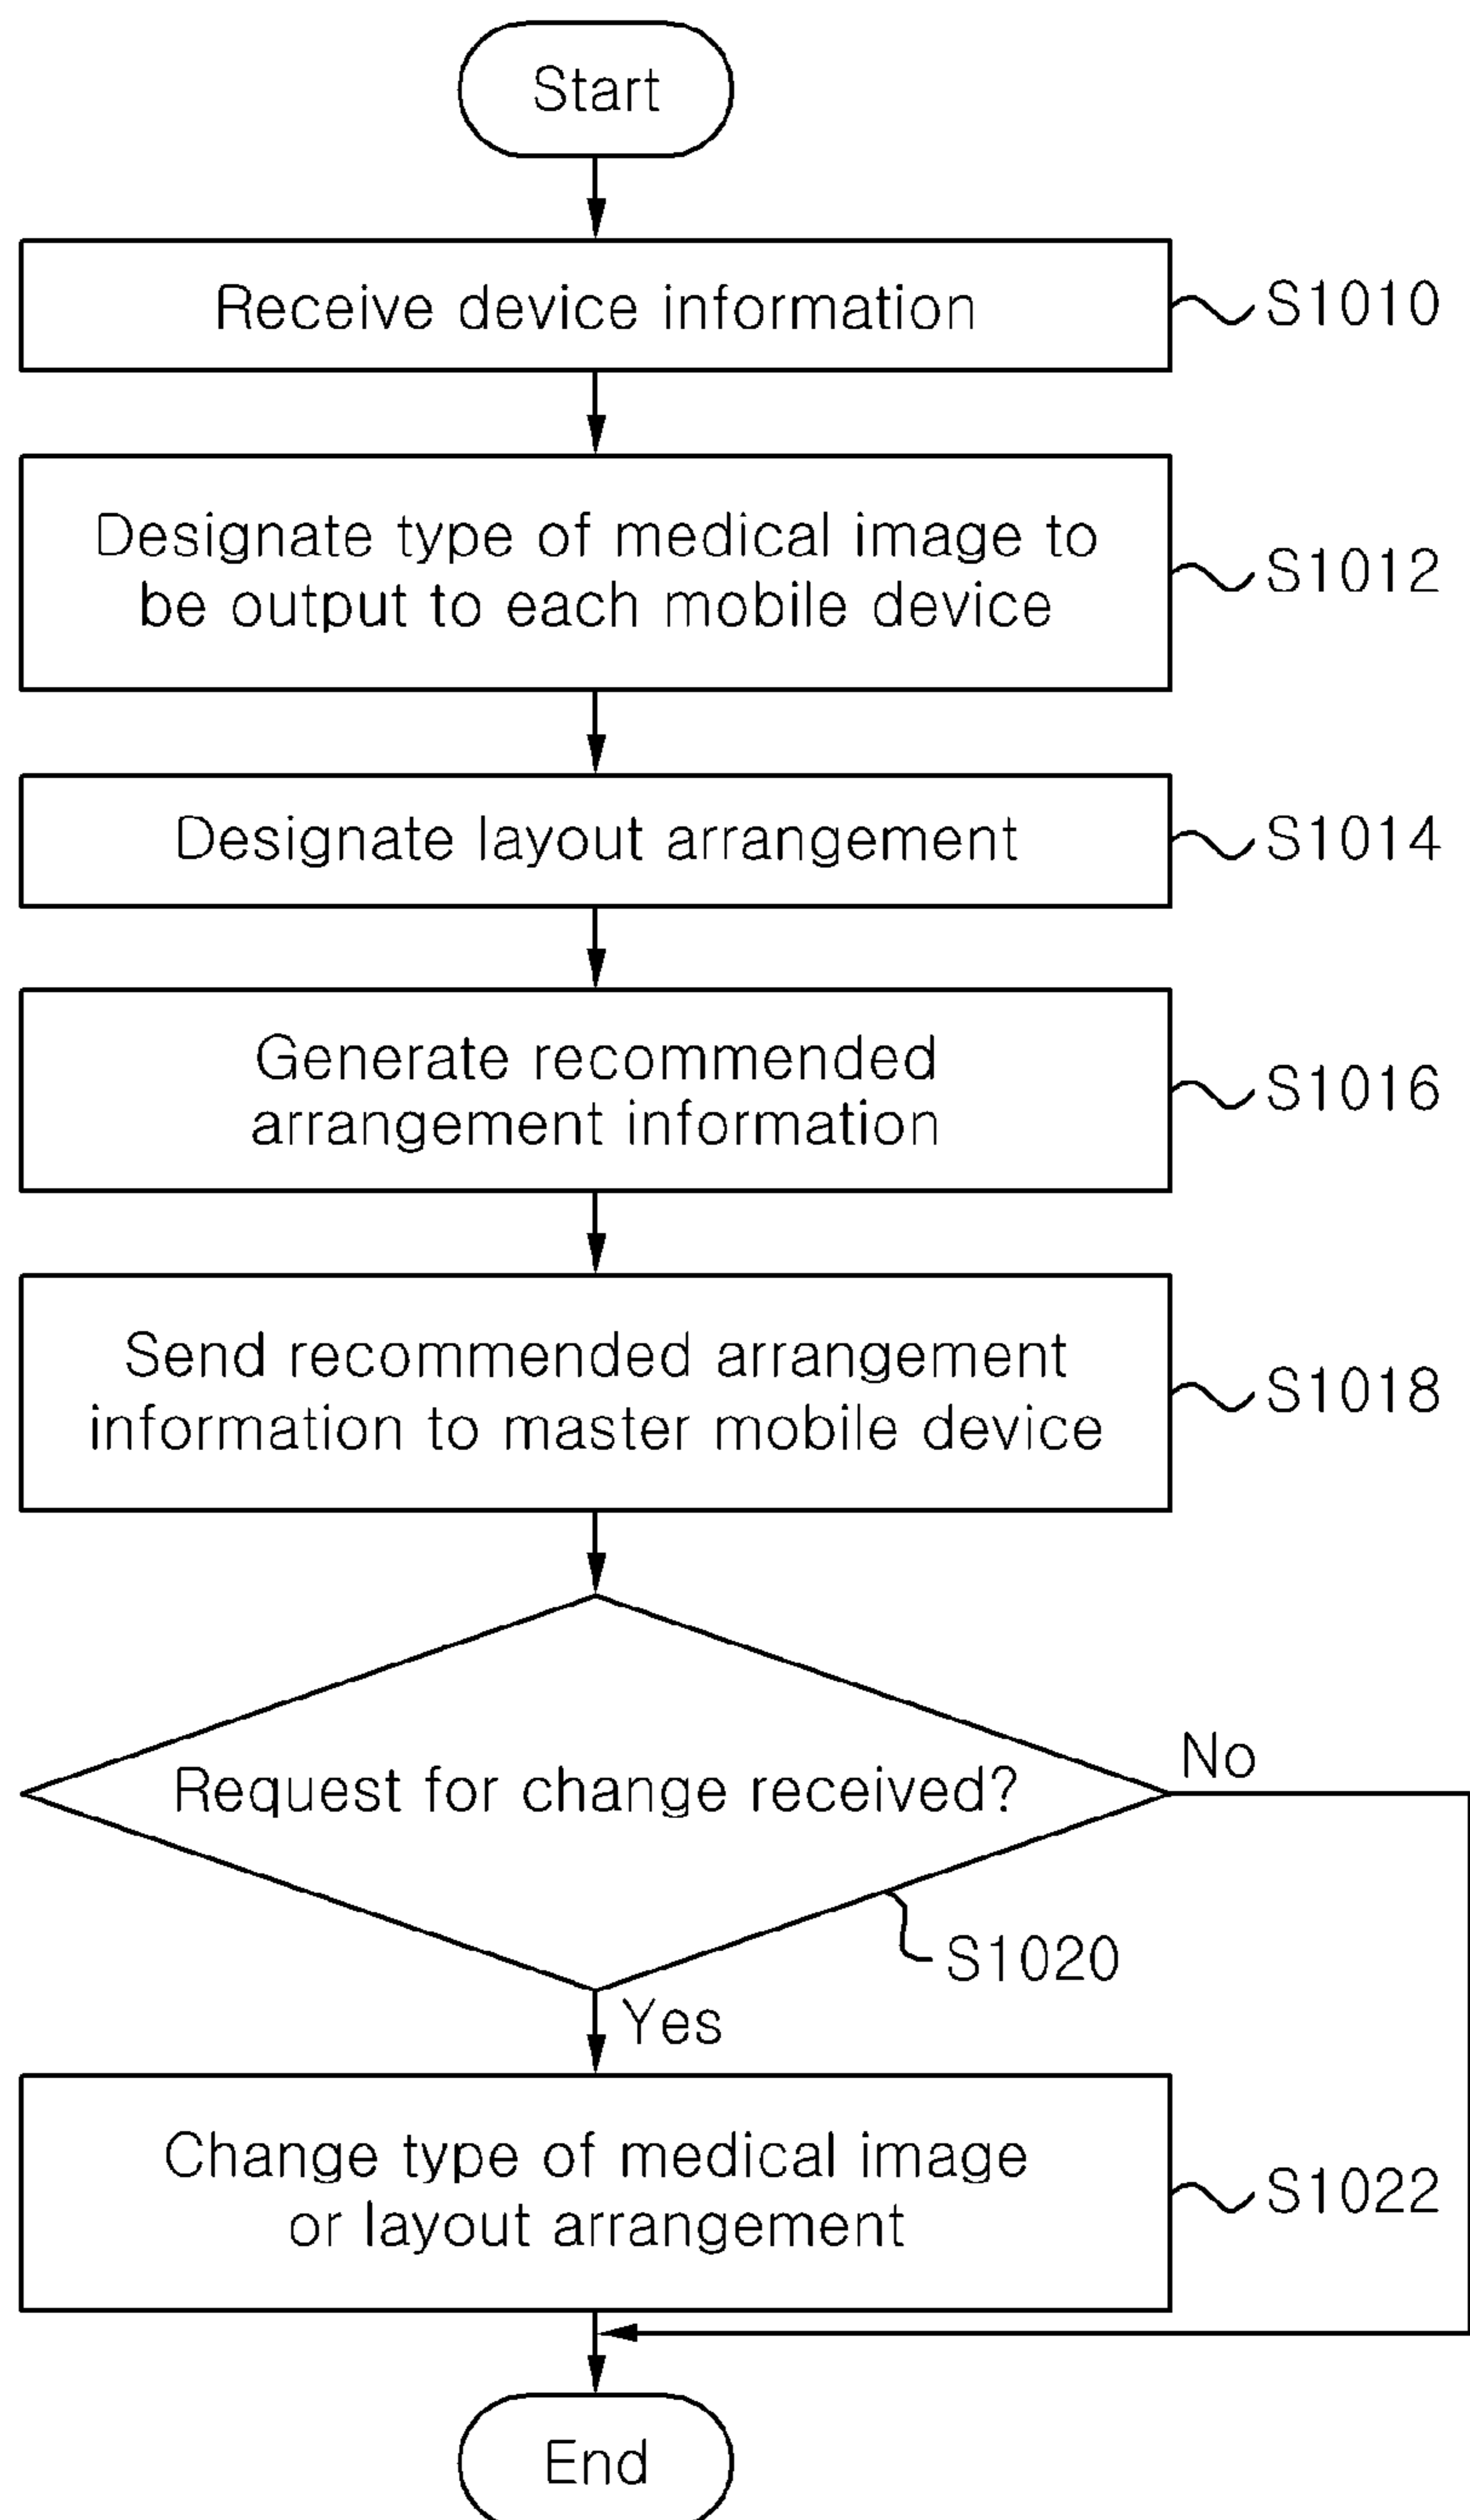 Start
Receive device information
S1010
Designate type of medical image to
be output to each mobile device
S1012
Designate layout arrangement
S1014
Generate recommended
arrangement information
S1016
Send recommended arrangement
information to master mobile device
S1018
Request for change received?
No
S1020
Yes
Change type of medical image
or layout arrangement
S1022
End